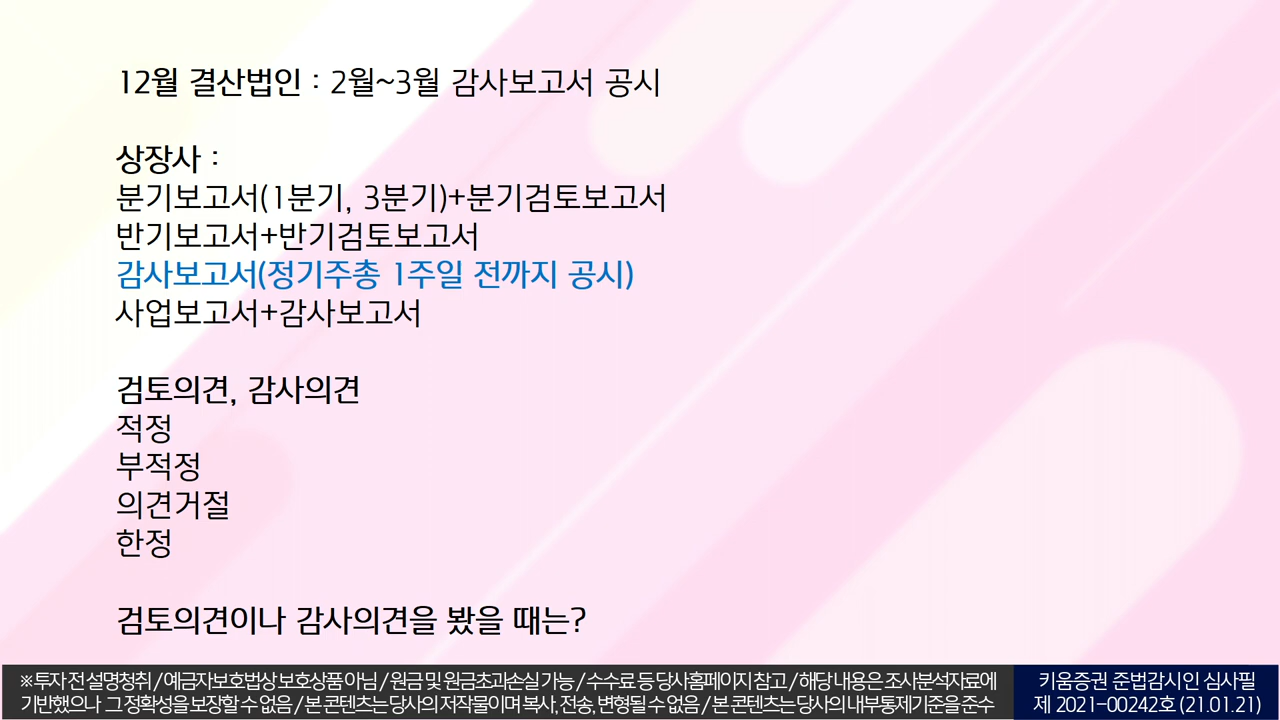 12월 결산법인 : 2월~3월 감사보고서 공시
상장사 :
분기보고서(1분기, 3분기)+분기검토보고서
반기보고서+반기검토보고서
감사보고서(정기주총 1주일 전까지 공시)
사업보고서+감사보고서
검토의견, 감사의견
적정
부적정
의견거절
한정
검토의견이나 감사의견을 봤을 때는?
※ 투자 전 설명청취 / 예금자보호법상 보호상품 아님 / 원금 및 원금초과손실 가능 / 수수료 등 당사홈페이지 참고 / 해당 내용은 조사분석자료에
기반했으나 그 정확성을 보장할 수 없음 / 본 콘텐츠는 당사의 저작물이며 복사, 전송, 변형될 수 없음 / 본 콘텐츠는 당사의 내부통제기준을 준수
키움증권 준법감시인 심사필
제 2021-00242호 (21.01.21)